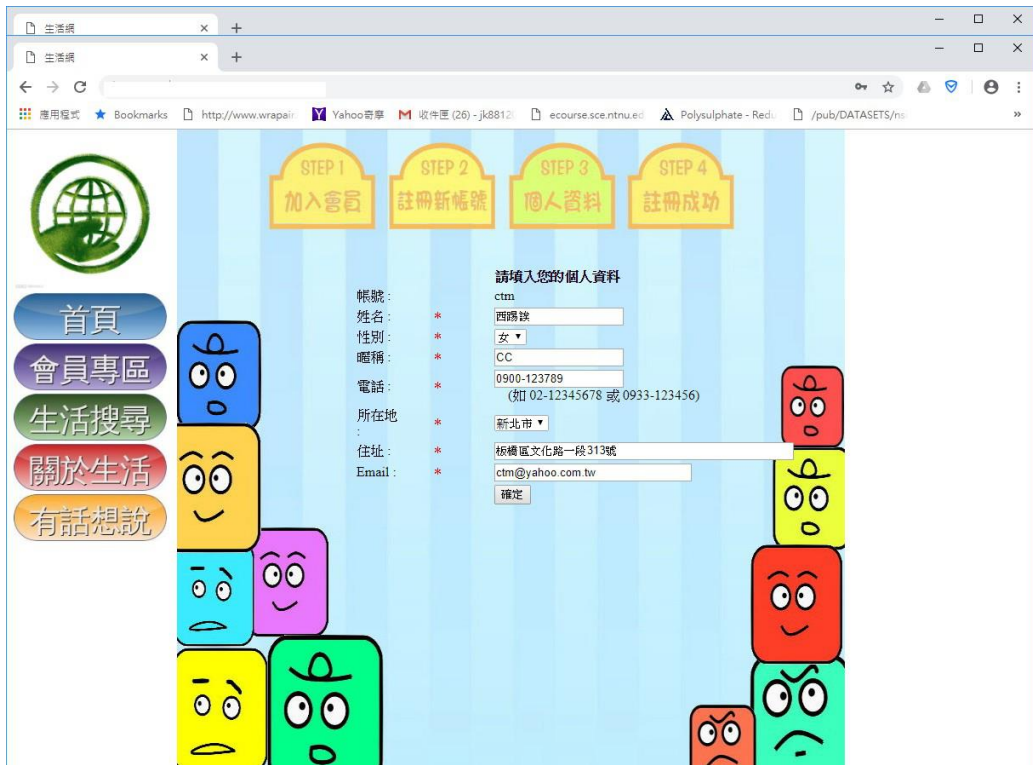 生活網
生活網
應用程式 Bookmarks http://www.wrapair Yahoo奇摩 收件匣 (26) - jk8812 ecourse.sce.ntnu.ed Polysulphate - Redu /pub/DATASETS/ns »
STEP 1 STEP 2 STEP 3 STEP 4
加入會員 註冊新帳號 個人資料 註冊成功
首頁
會員專區
生活搜尋
關於生活
有話想說
請填入您的個人資料
帳號 : ctm
姓名 : * 西踢誒
性別 : * 女
暱稱 : * CC
電話 : * 0900-123789
(如 02-12345678 或 0933-123456)
所在地
: * 新北市
住址 : * 板橋區文化路一段313號
Email : * ctm@yahoo.com.tw
確定